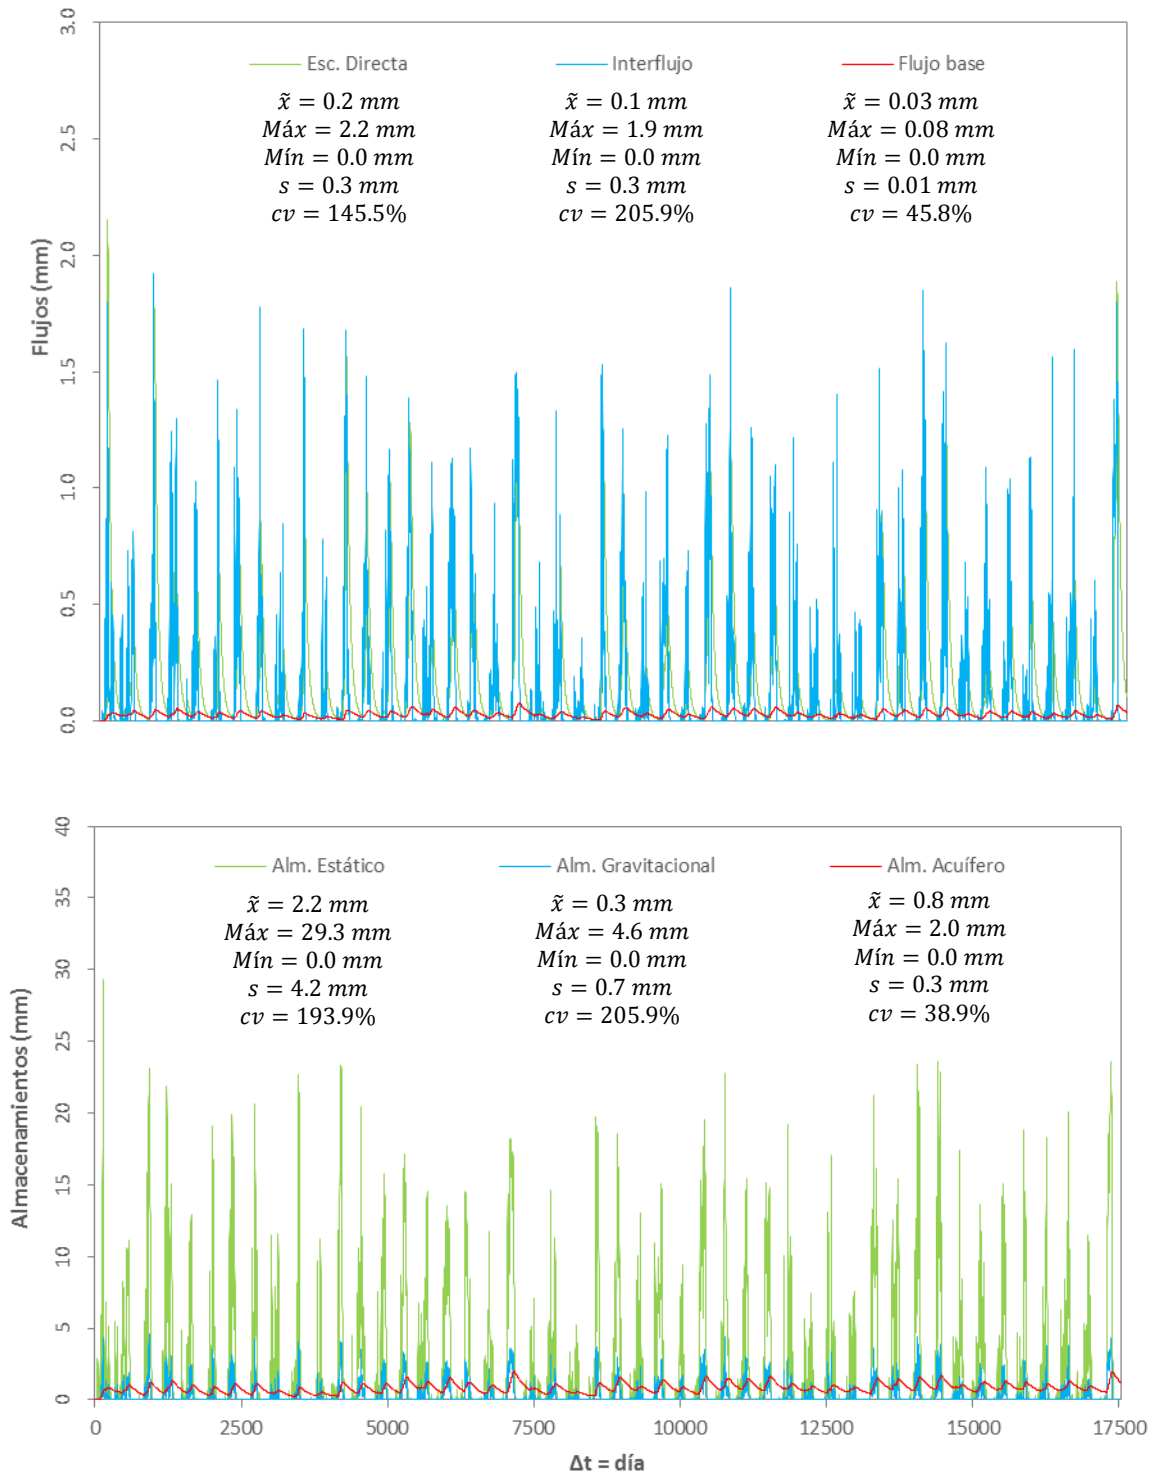 Flujos (mm)
3.0
2.5
2.0
1.5
1.0
0.5
0.0
Esc. Directa Interflujo Flujo base
x̃ = 0.2 mm x̃ = 0.1 mm x̃ = 0.03 mm
Máx = 2.2 mm Máx = 1.9 mm Máx = 0.08 mm
Mín = 0.0 mm Mín = 0.0 mm Mín = 0.0 mm
s = 0.3 mm s = 0.3 mm s = 0.01 mm
cv = 145.5% cv = 205.9% cv = 45.8%
Almacenamientos (mm)
40
35
30
25
20
15
10
5
0
Alm. Estático Alm. Gravitacional Alm. Acuífero
x̃ = 2.2 mm x̃ = 0.3 mm x̃ = 0.8 mm
Máx = 29.3 mm Máx = 4.6 mm Máx = 2.0 mm
Mín = 0.0 mm Mín = 0.0 mm Mín = 0.0 mm
s = 4.2 mm s = 0.7 mm s = 0.3 mm
cv = 193.9% cv = 205.9% cv = 38.9%
0 2500 5000 7500 10000 12500 15000 17500
Δt = día